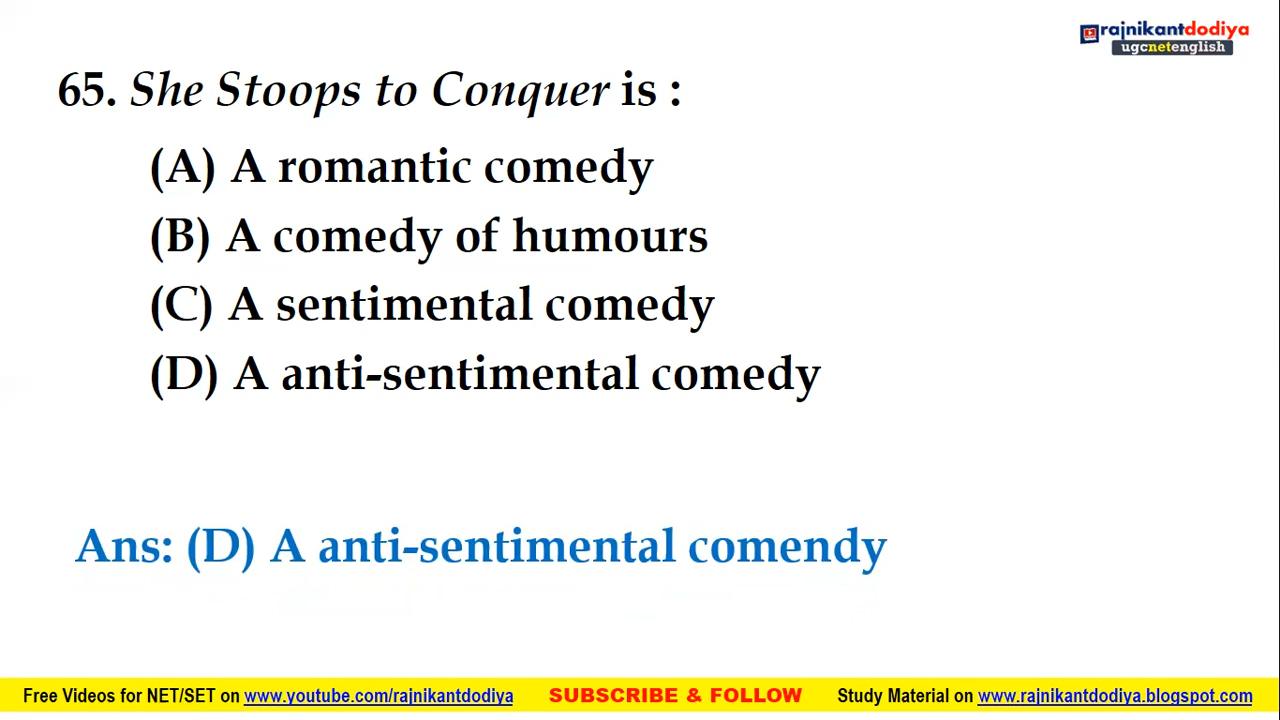 rajnikantdodiya
ugcnetenglish
65. She Stoops to Conquer is :
(A) A romantic comedy
(B) A comedy of humours
(C) A sentimental comedy
(D) A anti-sentimental comedy
Ans: (D) A anti-sentimental comendy
Free Videos for NET/SET on www.youtube.com/rajnikantdodiya SUBSCRIBE & FOLLOW Study Material on www.rajnikantdodiya.blogspot.com